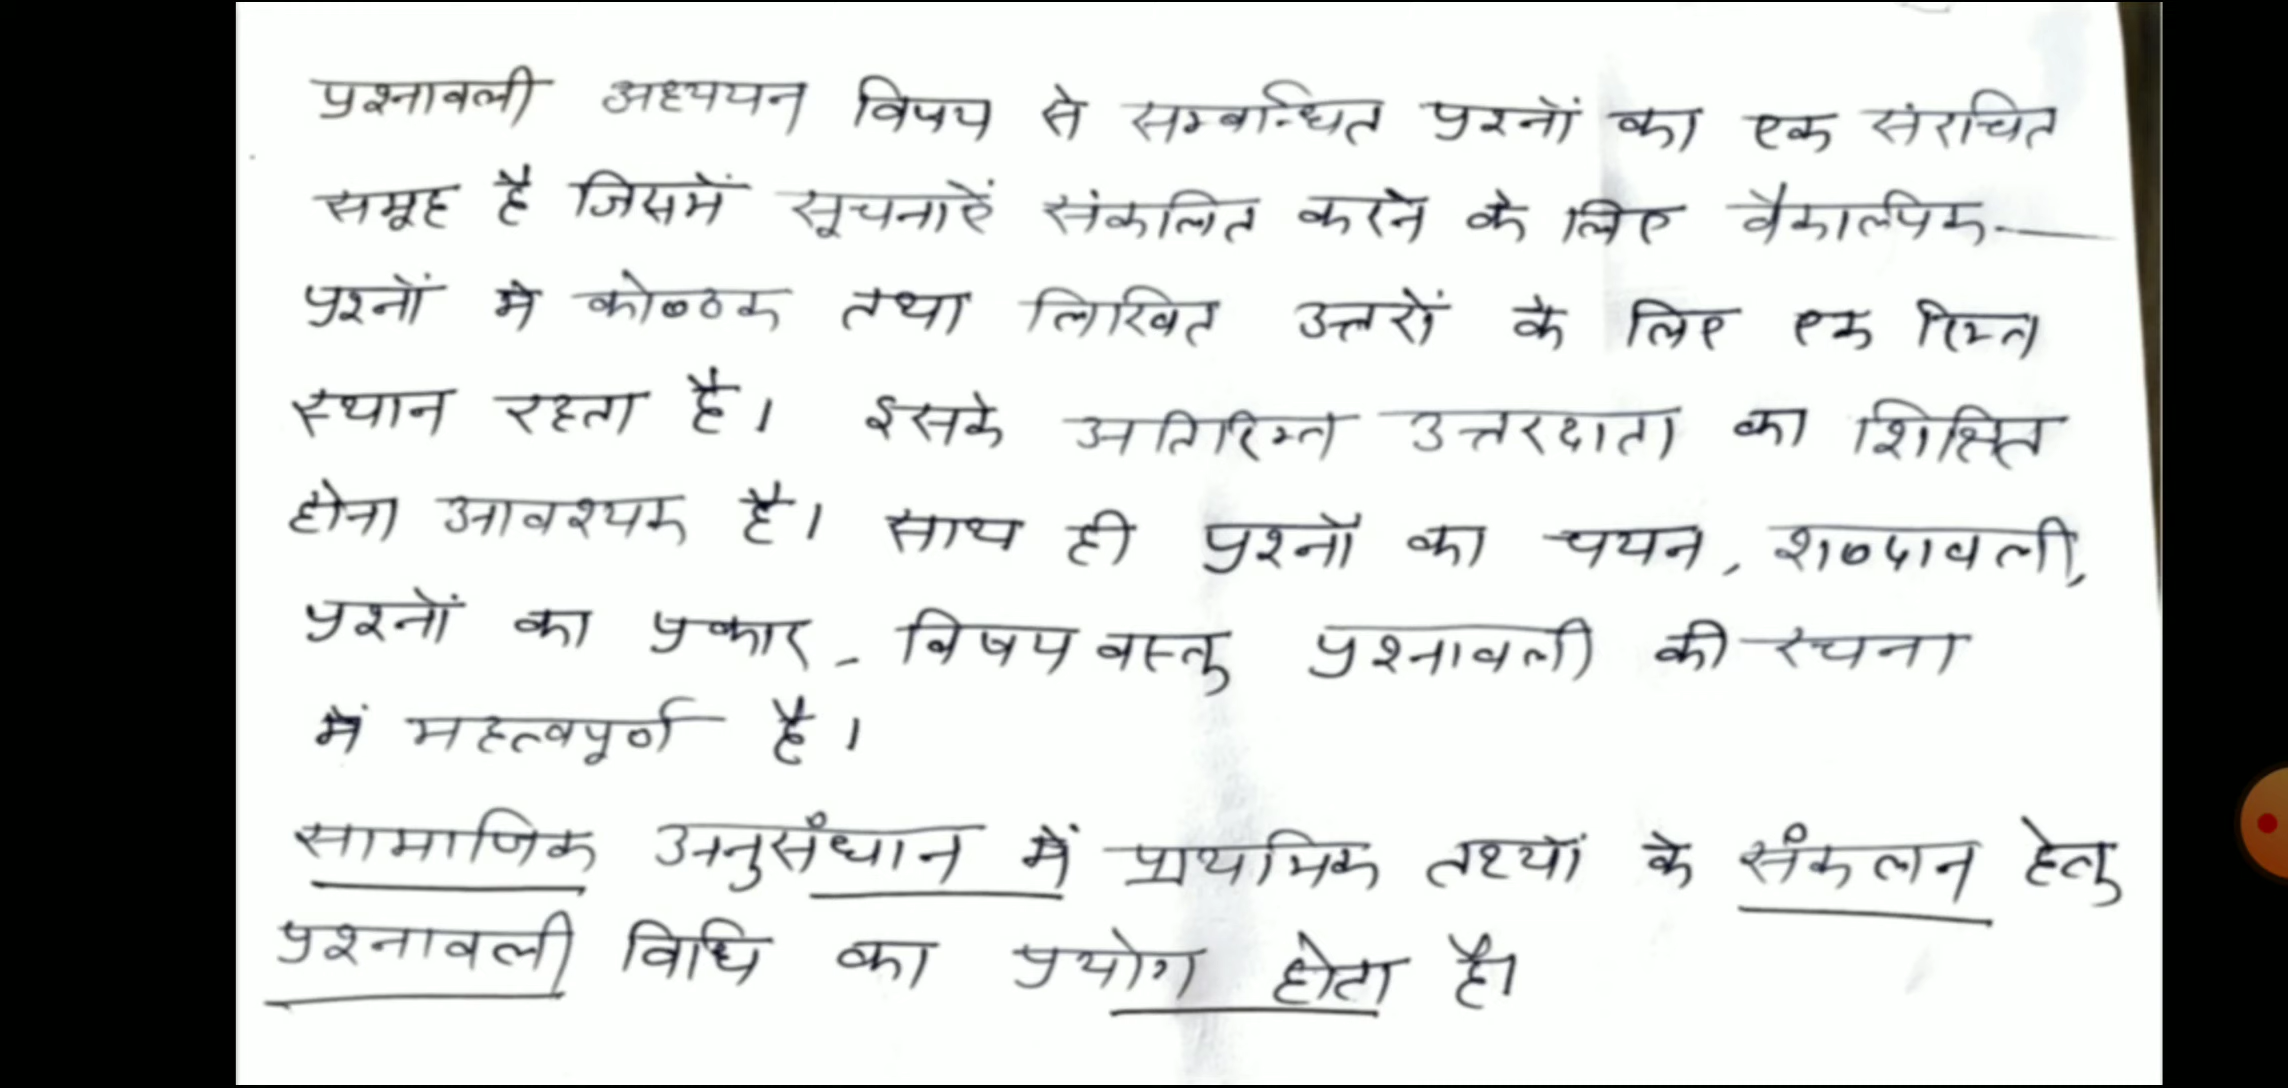 प्रश्नावली अध्ययन विषय से सम्बन्धित प्रश्नों का एक संरचित
समूह है जिसमें सूचनाऐं संकलित करने के लिए वैकल्पिक
प्रश्नों मे कोष्ठक तथा लिखित उत्तरों के लिए एक रिक्त
स्थान रहता है। इसके अतिरिक्त उत्तरदाता का शिक्षित
होना आवश्यक है। साथ ही प्रश्नों का चयन, शब्दावली,
प्रश्नों का प्रकार, विषय वस्तु प्रश्नावली की रचना
में महत्वपूर्ण है।
सामाजिक अनुसंधान में प्राथमिक तथ्यों के संकलन हेतु
प्रश्नावली विधि का प्रयोग होता है।